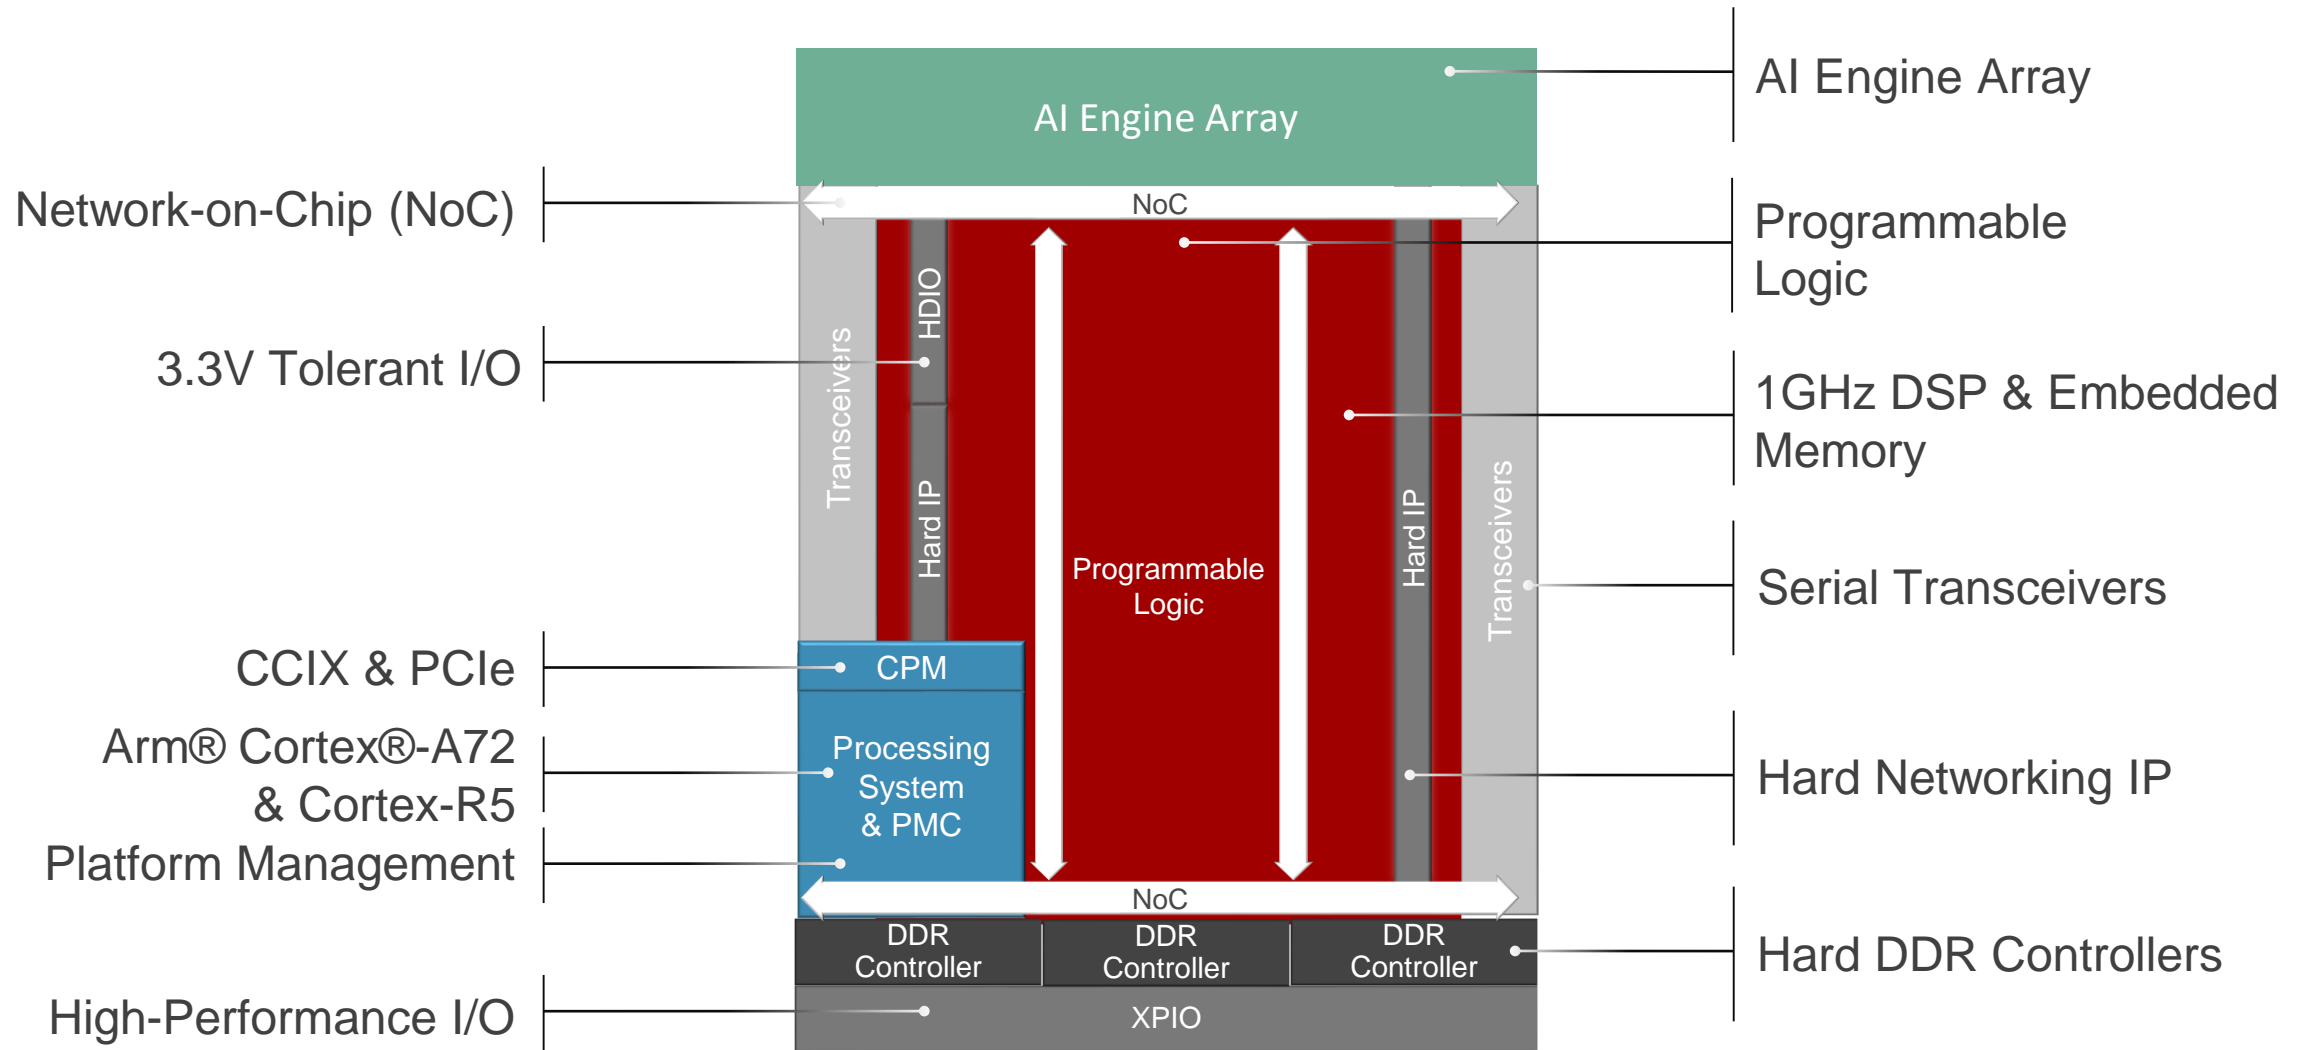 AI Engine Array
Network-on-Chip (NoC)
3.3V Tolerant I/O
CCIX & PCIe
Arm® Cortex®-A72
& Cortex-R5
Platform Management
High-Performance I/O
AI Engine Array
NoC
Transceivers
HDIO
Hard IP
Programmable
Logic
Hard IP
Transceivers
CPM
Processing
System
& PMC
NoC
DDR
Controller
DDR
Controller
DDR
Controller
XPIO
Programmable
Logic
1GHz DSP & Embedded
Memory
Serial Transceivers
Hard Networking IP
Hard DDR Controllers